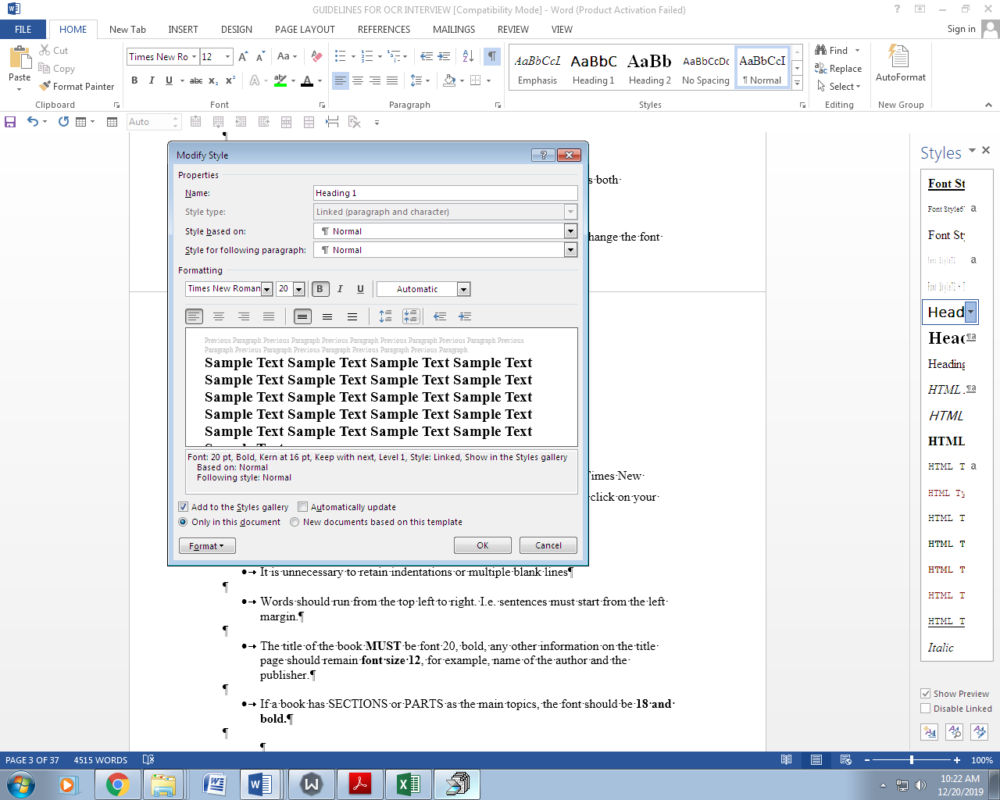 GUIDELINES FOR OCR INTERVIEW [Compatibility Mode] - Word (Product Activation Failed)
FILE HOME New Tab INSERT DESIGN PAGE LAYOUT REFERENCES MAILINGS REVIEW VIEW Sign in
Paste
Cut
Copy
Format Painter
Clipboard
Times New Ro 12
Font
Paragraph
AaBbCcI AaBbC AaBb AaBbCcDc AaBbCcI
Emphasis Heading 1 Heading 2 No Spacing ¶ Normal
Styles
Find
Replace
Select
Editing
AutoFormat
New Group
Auto
¶
s· both·
hange· the· font·
Modify Style
Properties
Name: Heading 1
Style type: Linked (paragraph and character)
Style based on: ¶ Normal
Style for following paragraph: ¶ Normal
Formatting
Times New Roman 20 B I U Automatic
Previous Paragraph Previous Paragraph Previous Paragraph Previous Paragraph Previous Paragraph Previous
Paragraph Previous Paragraph Previous Paragraph Previous Paragraph Previous Paragraph
Sample Text Sample Text Sample Text Sample Text
Sample Text Sample Text Sample Text Sample Text
Sample Text Sample Text Sample Text Sample Text
Sample Text Sample Text Sample Text Sample Text
Sample Text Sample Text Sample Text Sample Text
Sample Text
Font: 20 pt, Bold, Kern at 16 pt, Keep with next, Level 1, Style: Linked, Show in the Styles gallery
Based on: Normal
Following style: Normal
Add to the Styles gallery Automatically update
Only in this document New documents based on this template
Format OK Cancel
Times· New·
click· on· your·
•→ It· is· unnecessary· to· retain· indentations· or· multiple· blank· lines¶
¶
•→ Words· should· run· from· the· top· left· to· right.· I.e.· sentences· must· start· from· the· left·
margin.¶
¶
•→ The· title· of· the· book· MUST· be· font· 20,· bold,· any· other· information· on· the· title·
page· should· remain· font· size· 12,· for· example,· name· of· the· author· and· the·
publisher.¶
¶
•→ If· a· book· has· SECTIONS· or· PARTS· as· the· main· topics,· the· font· should· be· 18· and·
bold.¶
¶
¶
Styles
Font St
Font Style6 a
Font Sty
a
Head
Head ¶a
Heading
HTML ¶a
HTML
HTML
HTML T a
HTML Ty
HTML T
HTML T
HTML T
HTML T
HTML T
Italic
Show Preview
Disable Linked
PAGE 3 OF 37 4515 WORDS 100%
10:22 AM
12/20/2019